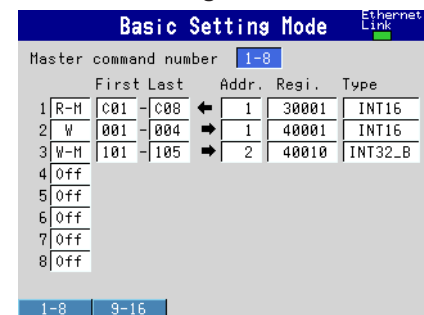 Basic Setting Mode Ethernet Link
Master command number 1-8
First Last Addr. Regi. Type
1 R-M C01 - C08 ← 1 30001 INT16
2 W 001 - 004 → 1 40001 INT16
3 W-M 101 - 105 → 2 40010 INT32_B
4 Off
5 Off
6 Off
7 Off
8 Off
1-8 9-16